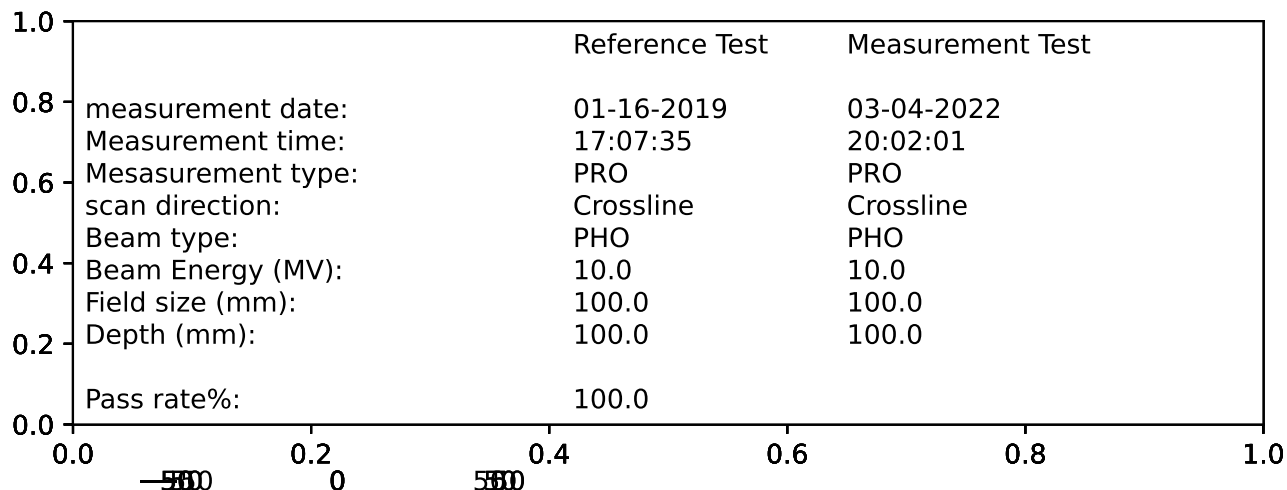 1.0
Reference Test Measurement Test
0.8
measurement date: 01-16-2019 03-04-2022
Measurement time: 17:07:35 20:02:01
Mesasurement type: PRO PRO
0.6
scan direction: Crossline Crossline
Beam type: PHO PHO
0.4
Beam Energy (MV): 10.0 10.0
Field size (mm): 100.0 100.0
Depth (mm): 100.0 100.0
0.2
Pass rate%: 100.0
0.0
0.0 0.2 0.4 0.6 0.8 1.0
0